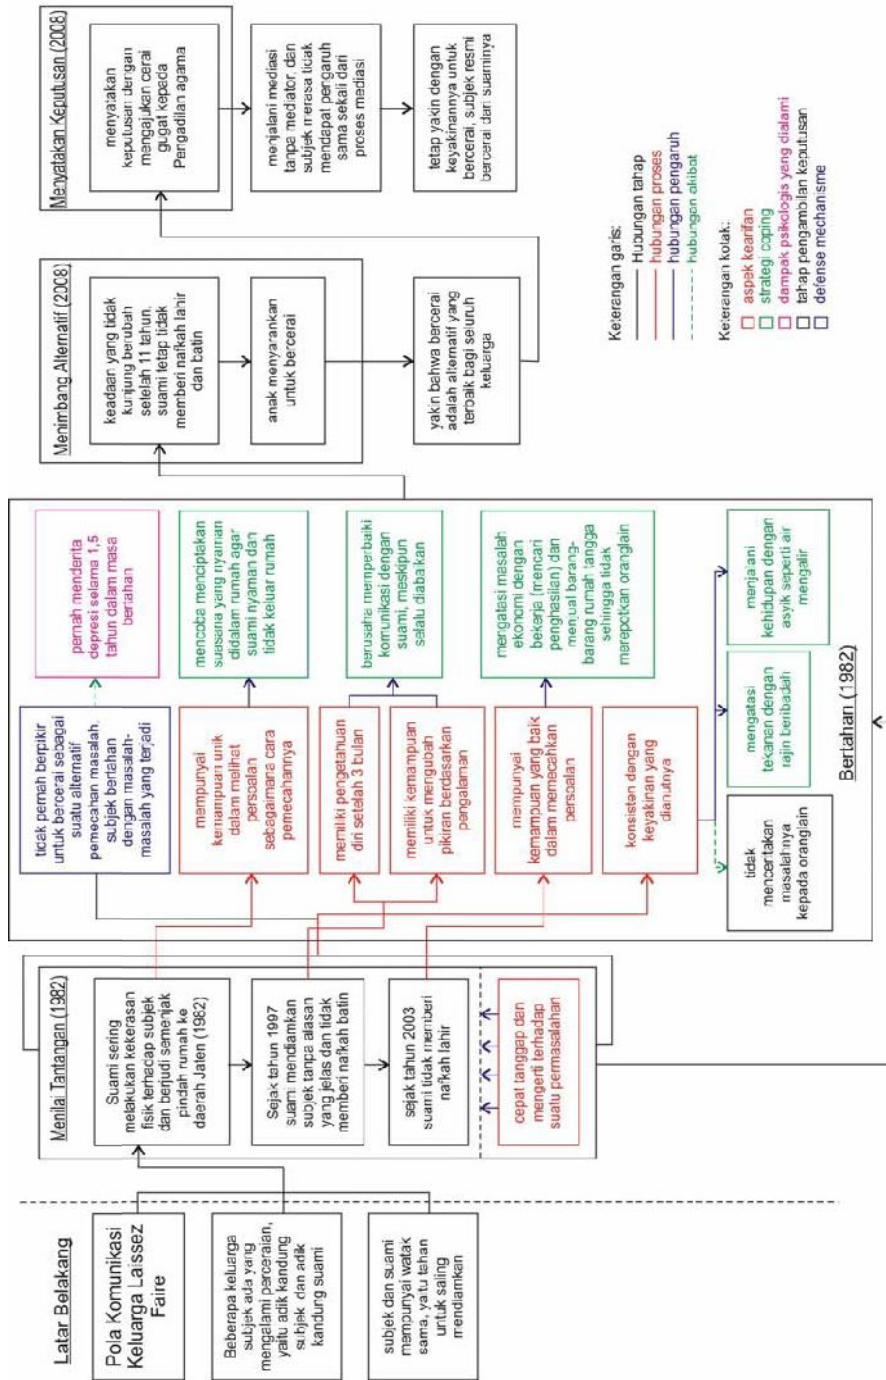 Latar Belakang
Pola Komunikasi
Keluarga Laissez
Faire
Beberapa keluarga
subjek ada yang
mengalami perceraian,
yaitu adik kandung
subjek dan adik
kandung suami
subjek dan suami
mempunyai watak
sama, yaitu tahan
untuk saling
mendiamkan
Menilai Tantangan (1982)
Suami sering
melakukan kekerasan
fisik terhadap subjek
dan berjudi semenjak
pindah rumah ke
daerah Jaten (1982)
Sejak tahun 1997
suami mendiamkan
subjek tanpa alasan
yang jelas dan tidak
memberi nafkah batin
sejak tahun 2003
suami tidak memberi
nafkah lahir
cepat tanggap dan
mengerti terhadap
suatu permasalahan
tidak pernah berpikir
untuk bercerai sebagai
suatu alternatif
pemecahan masalah,
subjek bertahan
dengan masalah-
masalah yang terjadi
pernah menderita
depresi selama 1,5
tahun dalam masa
bertahan
mempunyai
kemampuan unik
dalam melihat
persoalan
sebagaimana cara
pemecahannya
mencoba menciptakan
suasana yang nyaman
didalam rumah agar
suami nyaman dan
tidak keluar rumah
memiliki pengetahuan
diri setelah 3 bulan
memiliki kemampuan
untuk mengubah
pikiran berdasarkan
pengalaman
berusaha memperbaiki
komunikasi dengan
suami, meskipun
selalu diabaikan
mempunyai
kemampuan yang baik
dalam memecahkan
persoalan
mengatasi masalah
ekonomi dengan
bekerja (mencari
penghasilan) dan
menjual barang-
barang rumah tangga
sehingga tidak
merepotkan oranglain
konsisten dengan
keyakinan yang
dianutnya
tidak
menceritakan
masalahnya
kepada oranglain
mengatasi
tekanan dengan
rajin beribadah
menjalani
kehidupan dengan
asyik seperti air
mengalir
Bertahan (1982)
Menimbang Alternatif (2008)
keadaan yang tidak
kunjung berubah
setelah 11 tahun,
suami tetap tidak
memberi nafkah lahir
dan batin
anak menyarankan
untuk bercerai
yakin bahwa bercerai
adalah alternatif yang
terbaik bagi seluruh
keluarga
Menyatakan Keputusan (2008)
menyatakan
keputusan dengan
mengajukan cerai
gugat kepada
Pengadilan agama
menjalani mediasi
tanpa mediator, dan
subjek merasa tidak
mendapat pengaruh
sama sekali dari
proses mediasi
tetap yakin dengan
keyakinannya untuk
bercerai, subjek resmi
bercerai dari suaminya
Keterangan garis:
Hubungan tahap
hubungan proses
hubungan pengaruh
hubungan akibat
Keterangan kotak:
aspek kearifan
strategi coping
dampak psikologis yang dialami
tahap pengambilan keputusan
defense mechanisme